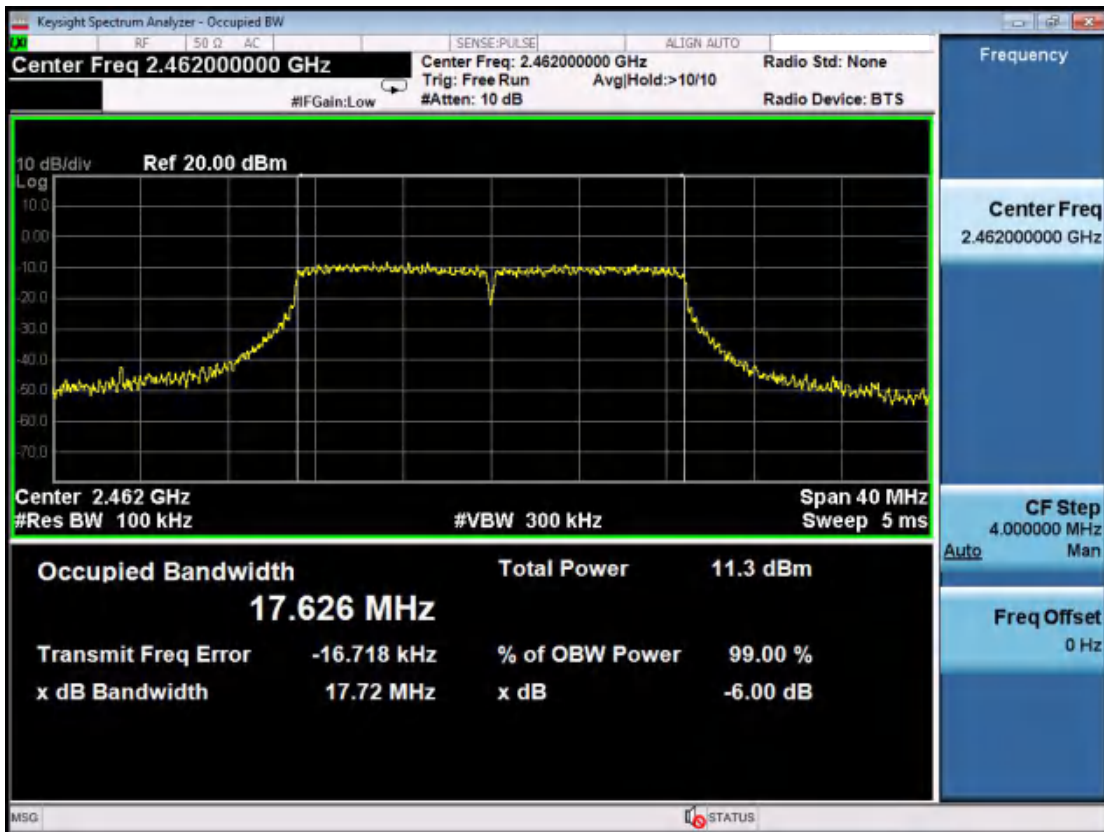 Keysight Spectrum Analyzer - Occupied BW
LXI RF 50 Ω AC SENSE:PULSE ALIGN AUTO
Center Freq 2.462000000 GHz
Center Freq: 2.462000000 GHz Radio Std: None
Trig: Free Run Avg|Hold:>10/10
#IFGain:Low #Atten: 10 dB Radio Device: BTS
10 dB/div Ref 20.00 dBm
Log
10.0
0.00
-10.0
-20.0
-30.0
-40.0
-50.0
-60.0
-70.0
Center 2.462 GHz Span 40 MHz
#Res BW 100 kHz #VBW 300 kHz Sweep 5 ms
Occupied Bandwidth Total Power 11.3 dBm
17.626 MHz
Transmit Freq Error -16.718 kHz % of OBW Power 99.00 %
x dB Bandwidth 17.72 MHz x dB -6.00 dB
Frequency
Center Freq
2.462000000 GHz
CF Step
4.000000 MHz
Auto Man
Freq Offset
0 Hz
MSG STATUS